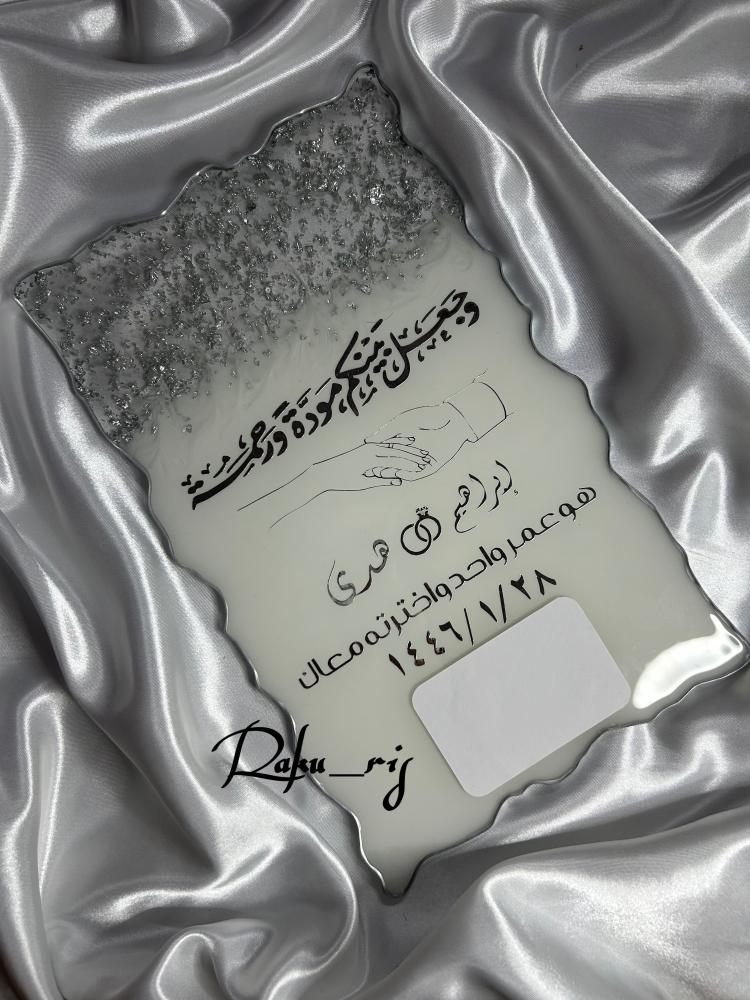 وجعل بينكم مودة ورحمة
إبراهيم هدى
هو عمر واحد واخترته معاك
١٤٤٦/١/٢٨
Raku_rij